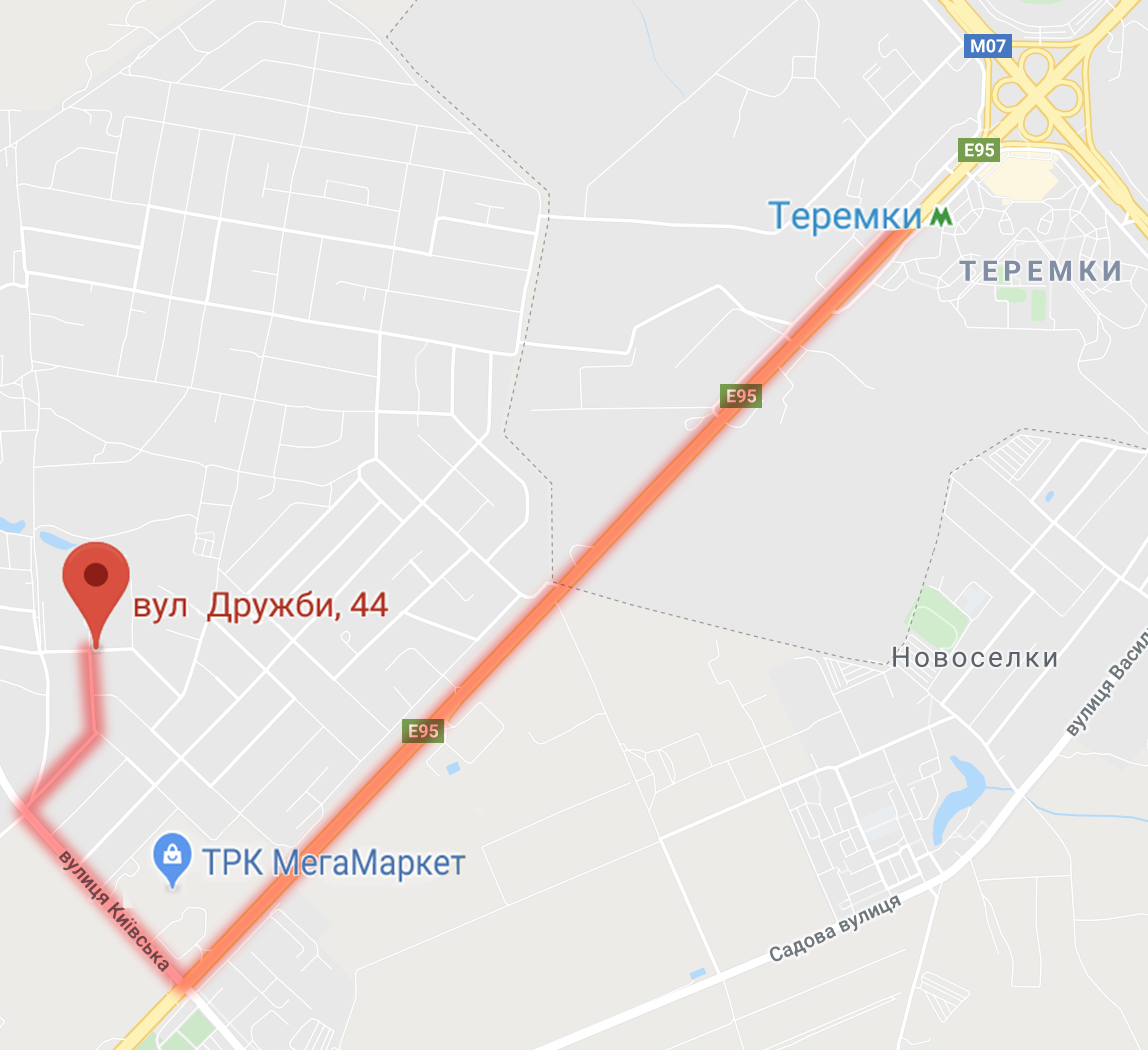 M07
E95
Теремки
ТЕРЕМКИ
E95
вул Дружби, 44
Новоселки
вулиця Васил
E95
ТРК МегаМаркет
вулиця Київська
Садова вулиця